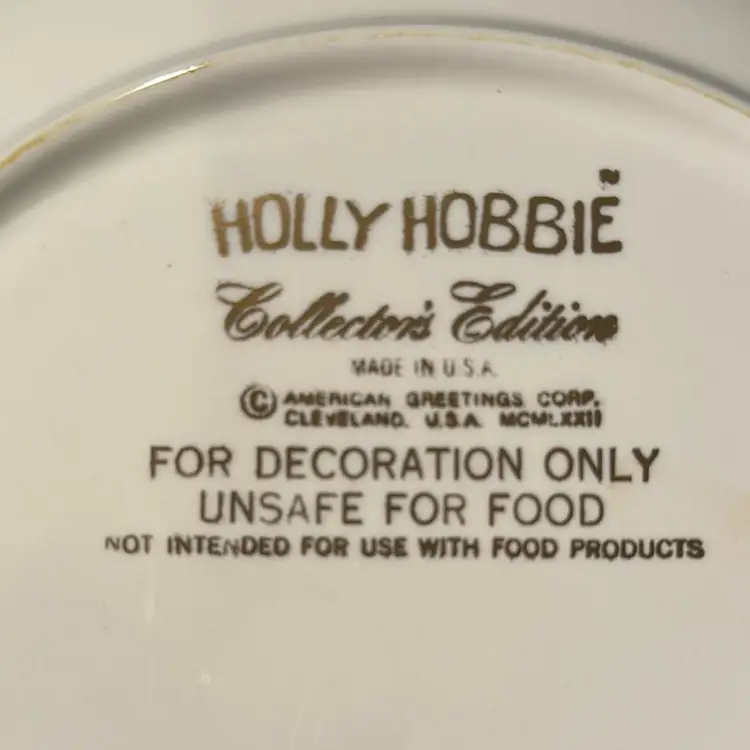 HOLLY HOBBIE™
Collector's Edition
MADE IN U.S.A.
© AMERICAN GREETINGS CORP.
CLEVELAND, U.S.A. MCMLXXII
FOR DECORATION ONLY
UNSAFE FOR FOOD
NOT INTENDED FOR USE WITH FOOD PRODUCTS